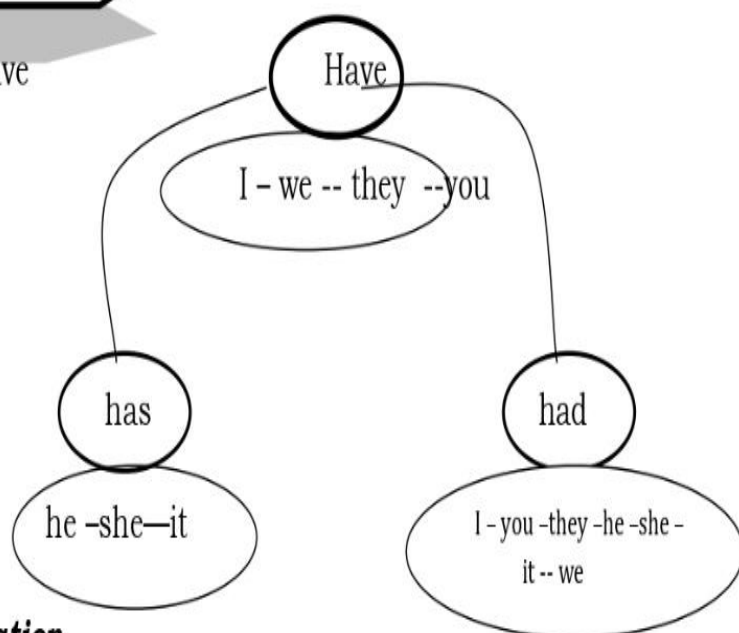 Have
I – we -- they --you
has
had
he –she—it
I – you –they –he –she –
it -- we